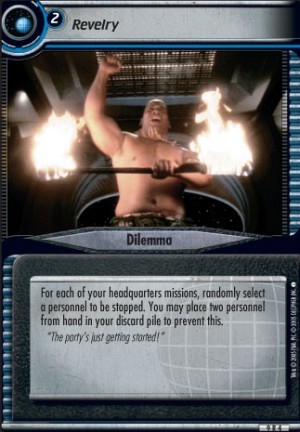 2
Revelry
Dilemma
For each of your headquarters missions, randomly select
a personnel to be stopped. You may place two personnel
from hand in your discard pile to prevent this.
"The party's just getting started!"